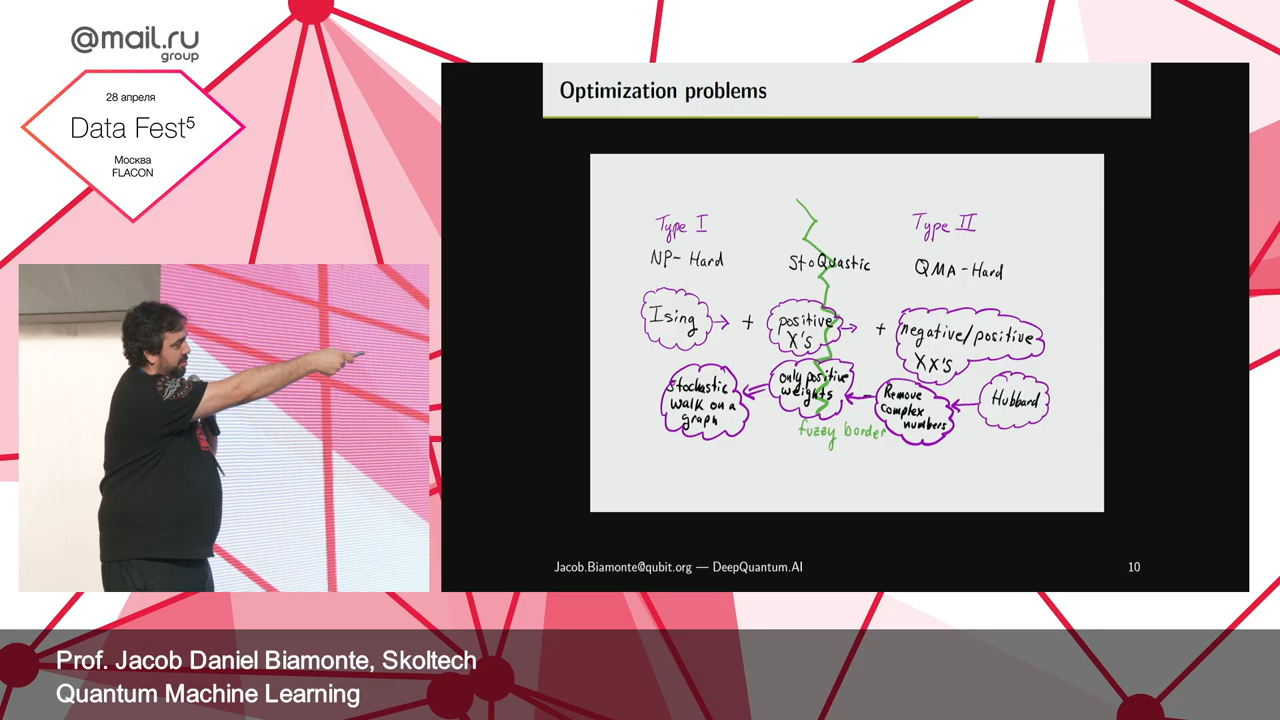 @mail.ru
group
28 апреля
Data Fest⁵
Москва
FLACON
Optimization problems
Type I
Type II
NP-Hard
StoQuastic
QMA-Hard
Ising → + positive X's → + negative/positive XX's
stochastic walk on a graph ← only positive weights ← Remove complex numbers ← Hubbard
fuzzy border
Jacob.Biamonte@qubit.org — DeepQuantum.AI
10
Prof. Jacob Daniel Biamonte, Skoltech
Quantum Machine Learning